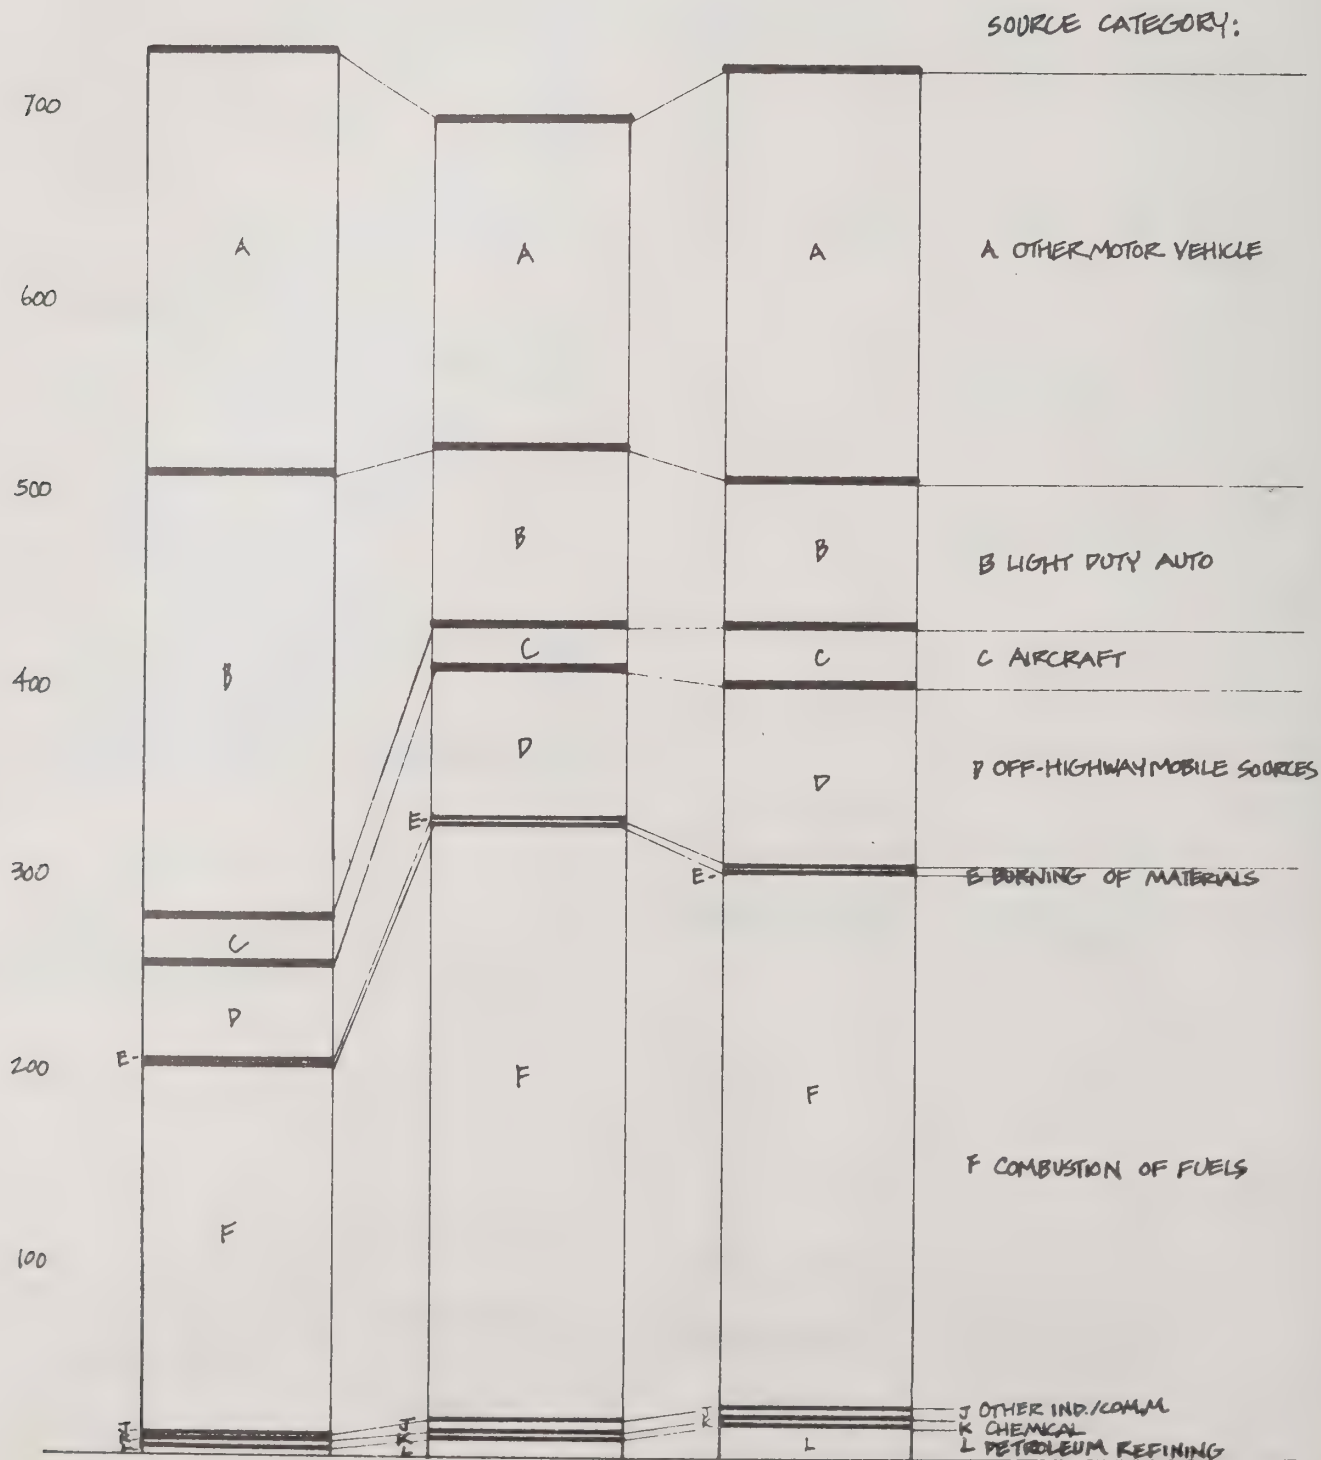 SOURCE CATEGORY:
700
A
A
A
A OTHER MOTOR VEHICLE
600
500
B
B
B LIGHT DUTY AUTO
C
C
C AIRCRAFT
400
B
D
D
D OFF-HIGHWAY MOBILE SOURCES
E-
300
E-
E BURNING OF MATERIALS
C
D
200
E-
F
F
F COMBUSTION OF FUELS
F
100
J
J
J
J OTHER IND./COMM.
K
K
K
K CHEMICAL
L
L
L
L PETROLEUM REFINING